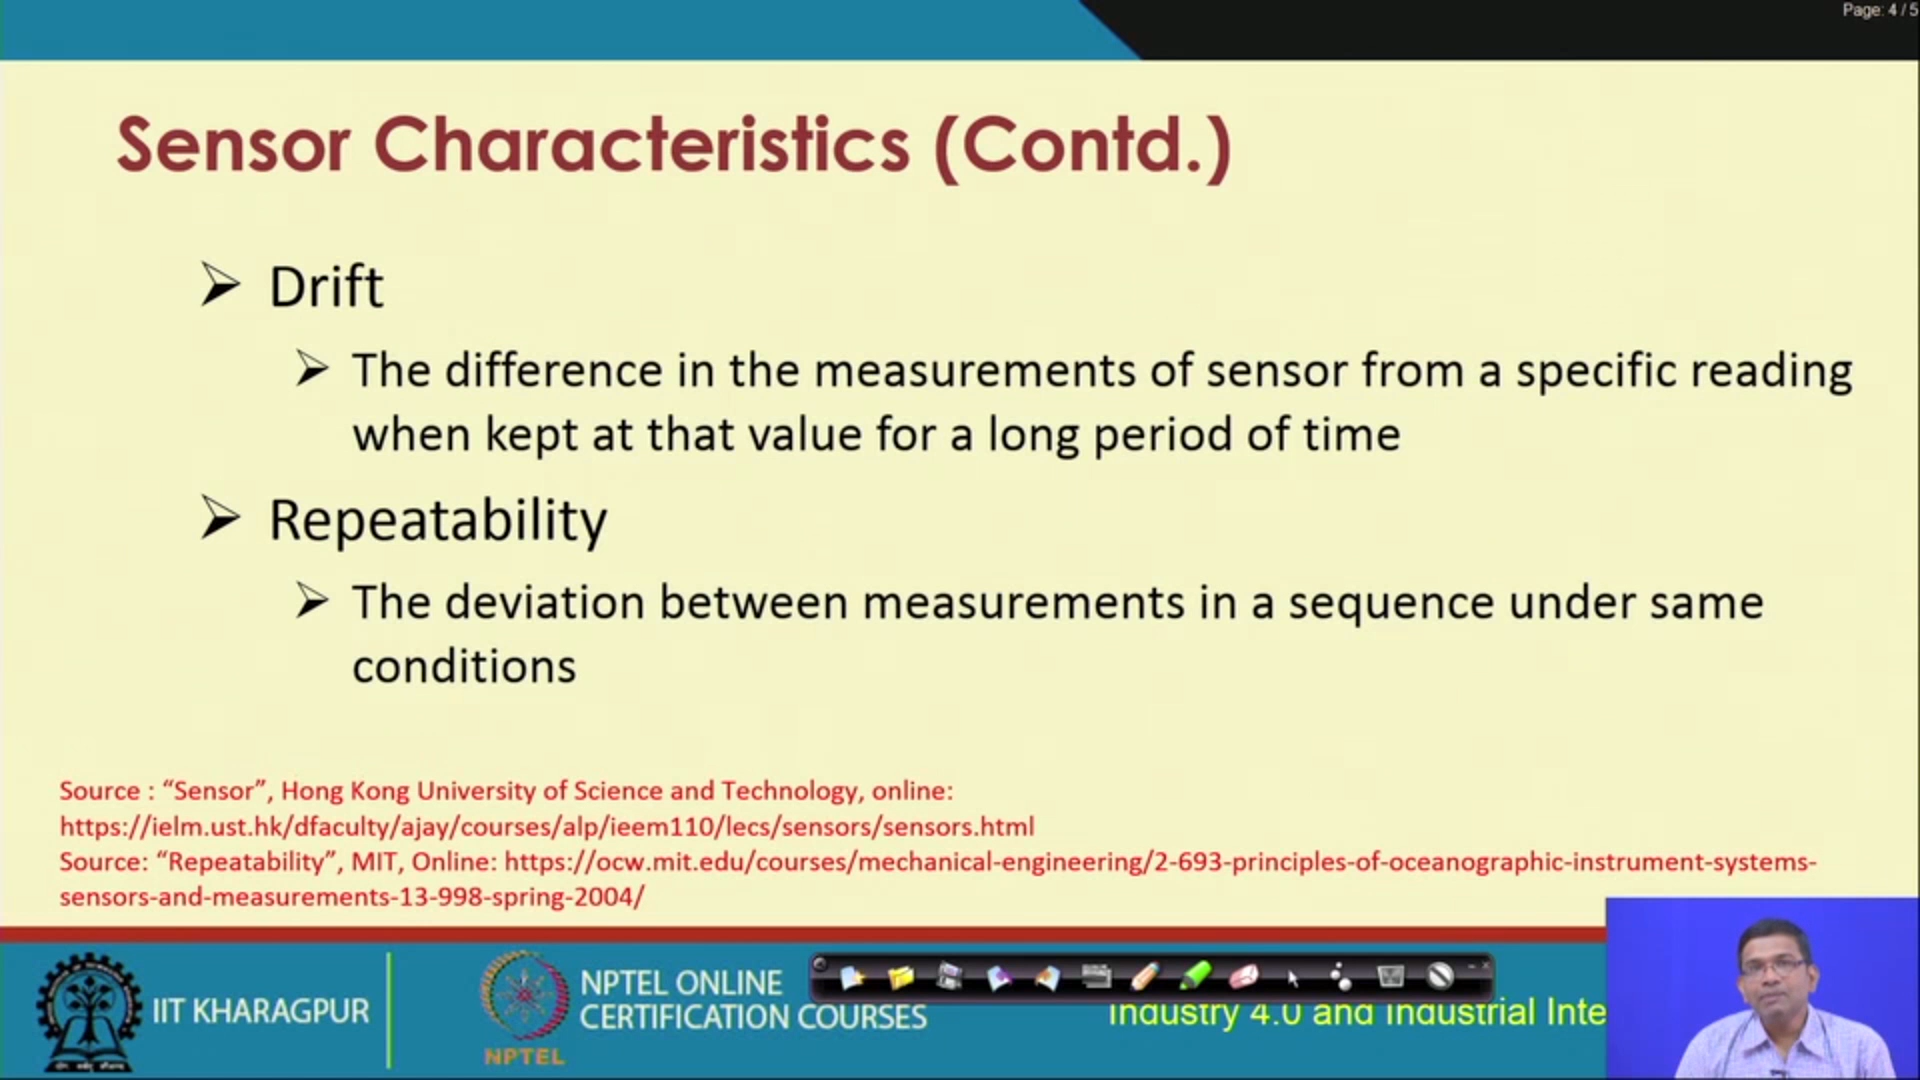 Page: 4 / 5
Sensor Characteristics (Contd.)
Drift
The difference in the measurements of sensor from a specific reading
when kept at that value for a long period of time
Repeatability
The deviation between measurements in a sequence under same
conditions
Source : “Sensor”, Hong Kong University of Science and Technology, online:
https://ielm.ust.hk/dfaculty/ajay/courses/alp/ieem110/lecs/sensors/sensors.html
Source: “Repeatability”, MIT, Online: https://ocw.mit.edu/courses/mechanical-engineering/2-693-principles-of-oceanographic-instrument-systems-
sensors-and-measurements-13-998-spring-2004/
IIT KHARAGPUR
NPTEL
NPTEL ONLINE
CERTIFICATION COURSES
Industry 4.0 and Industrial Inte